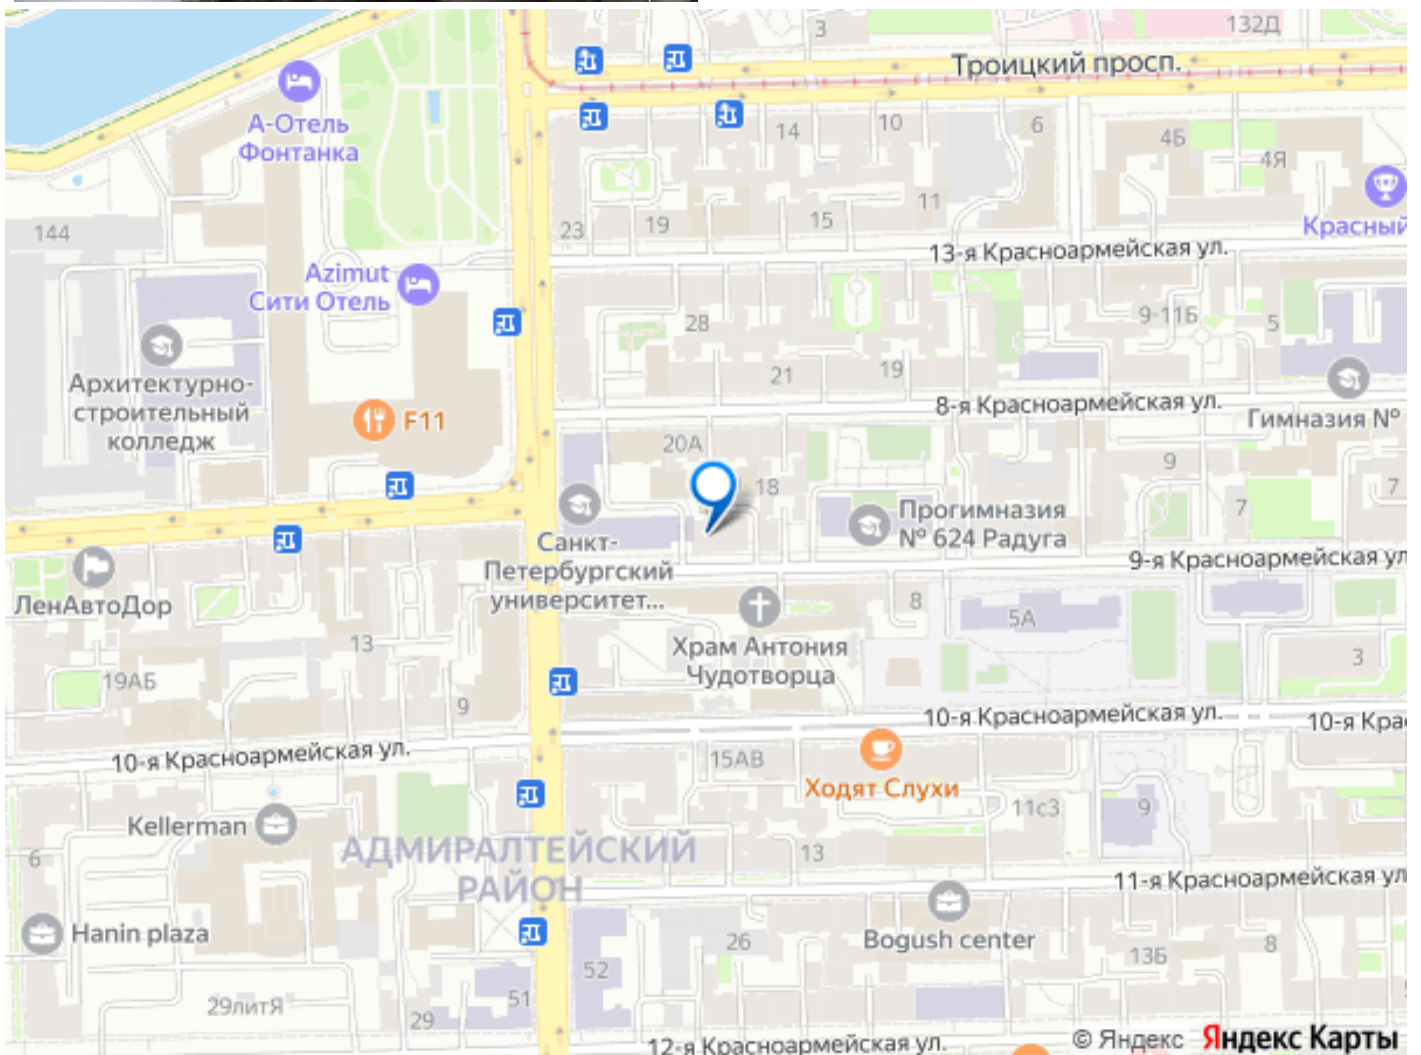 3
132Д
Троицкий просп.
А-Отель
Фонтанка
14
10
6
4Б
4Я
144
23
19
15
11
Красный
13-я Красноармейская ул.
Azimut
Сити Отель
28
9-11Б
5
Архитектурно-
строительный
колледж
21
19
8-я Красноармейская ул.
Гимназия №
F11
20А
18
9
7
7
Прогимназия
№ 624 Радуга
Санкт-
Петербургский
университет...
9-я Красноармейская ул
ЛенАвтоДор
8
5А
13
Храм Антония
Чудотворца
3
19АБ
9
10-я Красноармейская ул.
10-я Кра
10-я Красноармейская ул.
15АВ
Ходят Слухи
11с3
9
Kellerman
6
АДМИРАЛТЕЙСКИЙ
РАЙОН
13
11-я Красноармейская ул
Hanin plaza
26
Bogush center
8
13Б
52
51
29литЯ
29
12-я Красноармейская ул.
© Яндекс Яндекс Карты